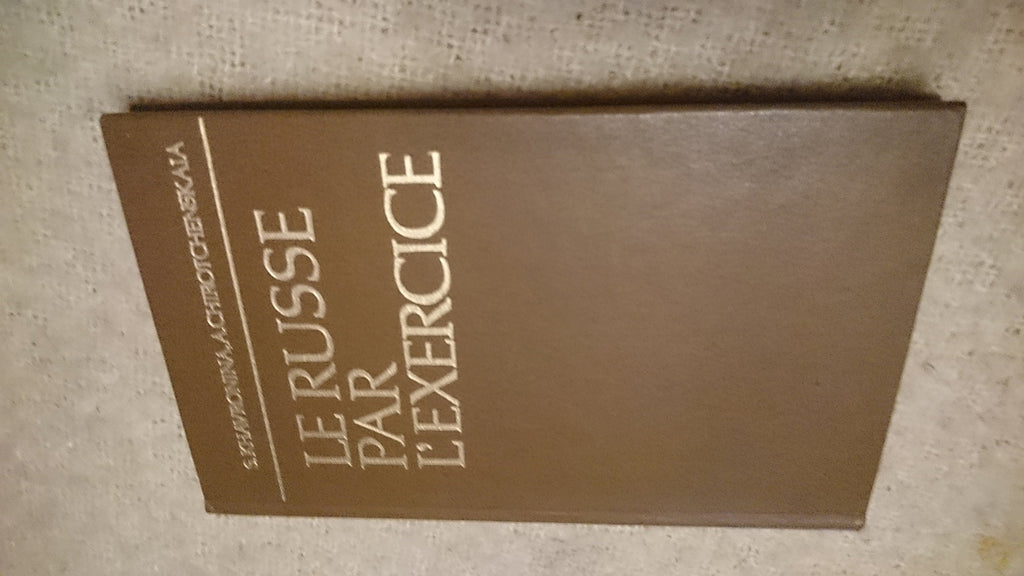 S.KHAVRONINA, A.CHIROTCHENSKAIA
LE RUSSE
PAR
L'EXERCICE